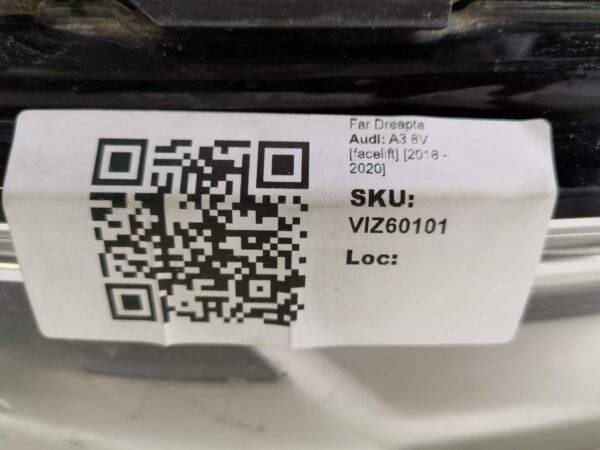 Far Dreapta
Audi: A3 8V
[facelift] [2016 -
2020]
SKU:
VIZ60101
Loc: